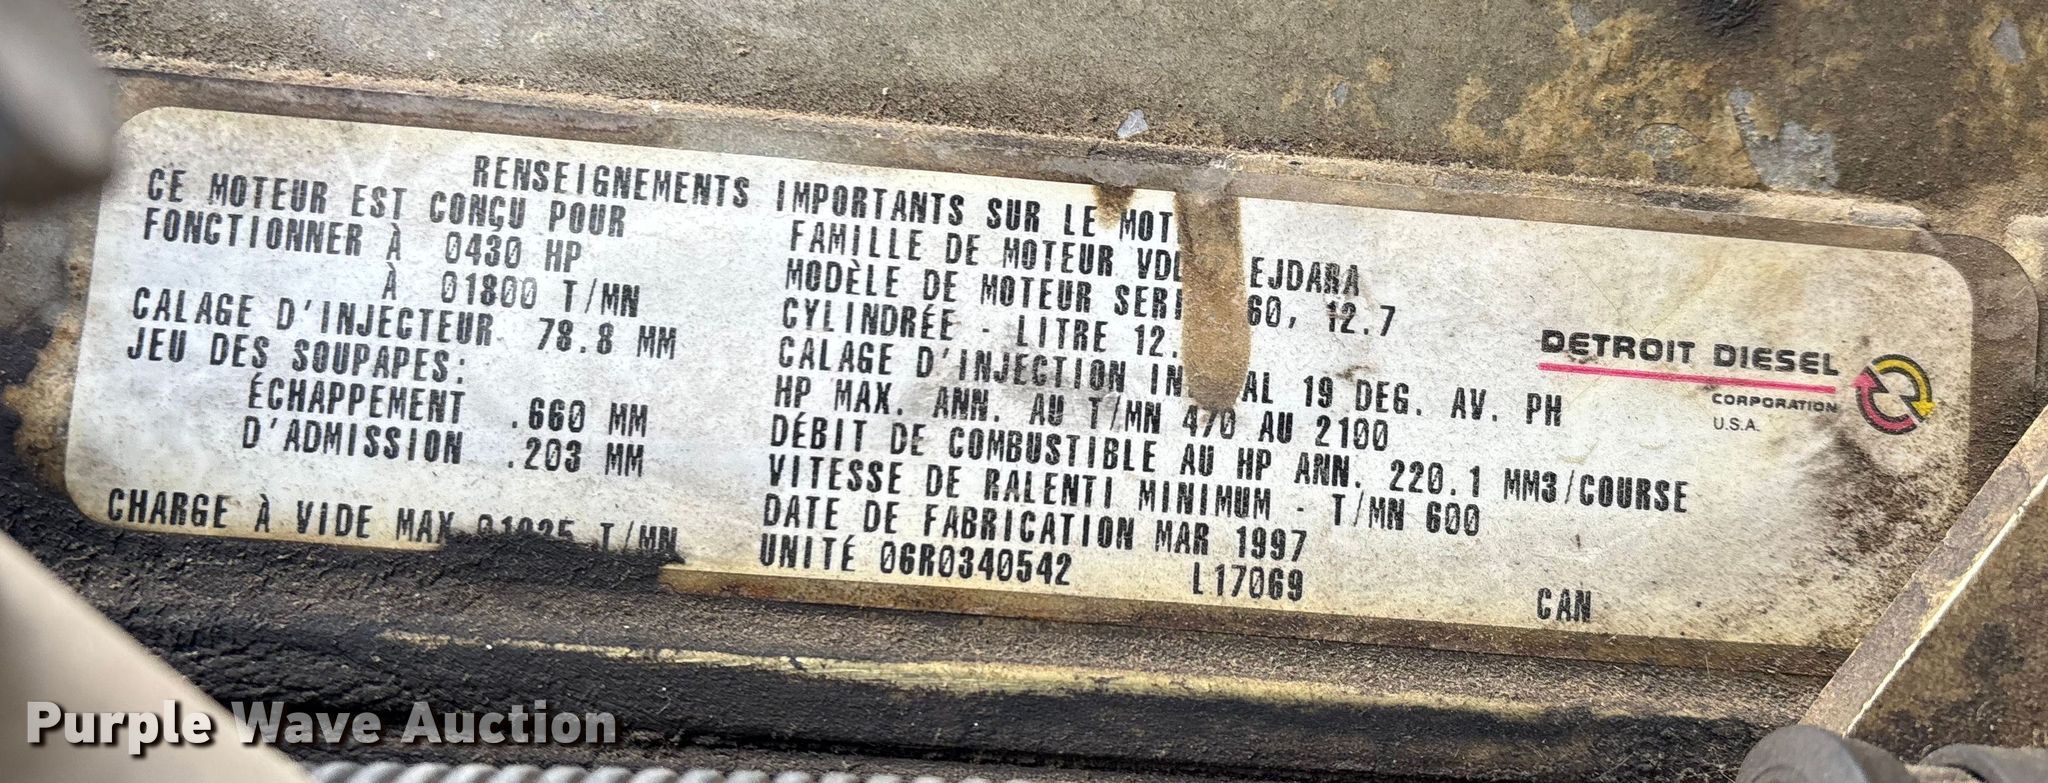 RENSEIGNEMENTS IMPORTANTS SUR LE MOT
CE MOTEUR EST CONÇU POUR
FONCTIONNER À 0430 HP
À 01800 T/MN
CALAGE D'INJECTEUR 78.8 MM
JEU DES SOUPAPES:
ÉCHAPPEMENT .660 MM
D'ADMISSION .203 MM
CHARGE À VIDE MAX T/MN
FAMILLE DE MOTEUR VDD EJDARA
MODÈLE DE MOTEUR SERI 60, 12.7
CYLINDRÉE - LITRE 12.
CALAGE D'INJECTION IN AL 19 DEG. AV. PH
HP MAX. ANN. AU T/MN 470 AU 2100
DÉBIT DE COMBUSTIBLE AU HP ANN. 220.1 MM3/COURSE
VITESSE DE RALENTI MINIMUM - T/MN 600
DATE DE FABRICATION MAR 1997
UNITÉ 06R0340542 L17069 CAN
DETROIT DIESEL
CORPORATION
U.S.A.
Purple Wave Auction